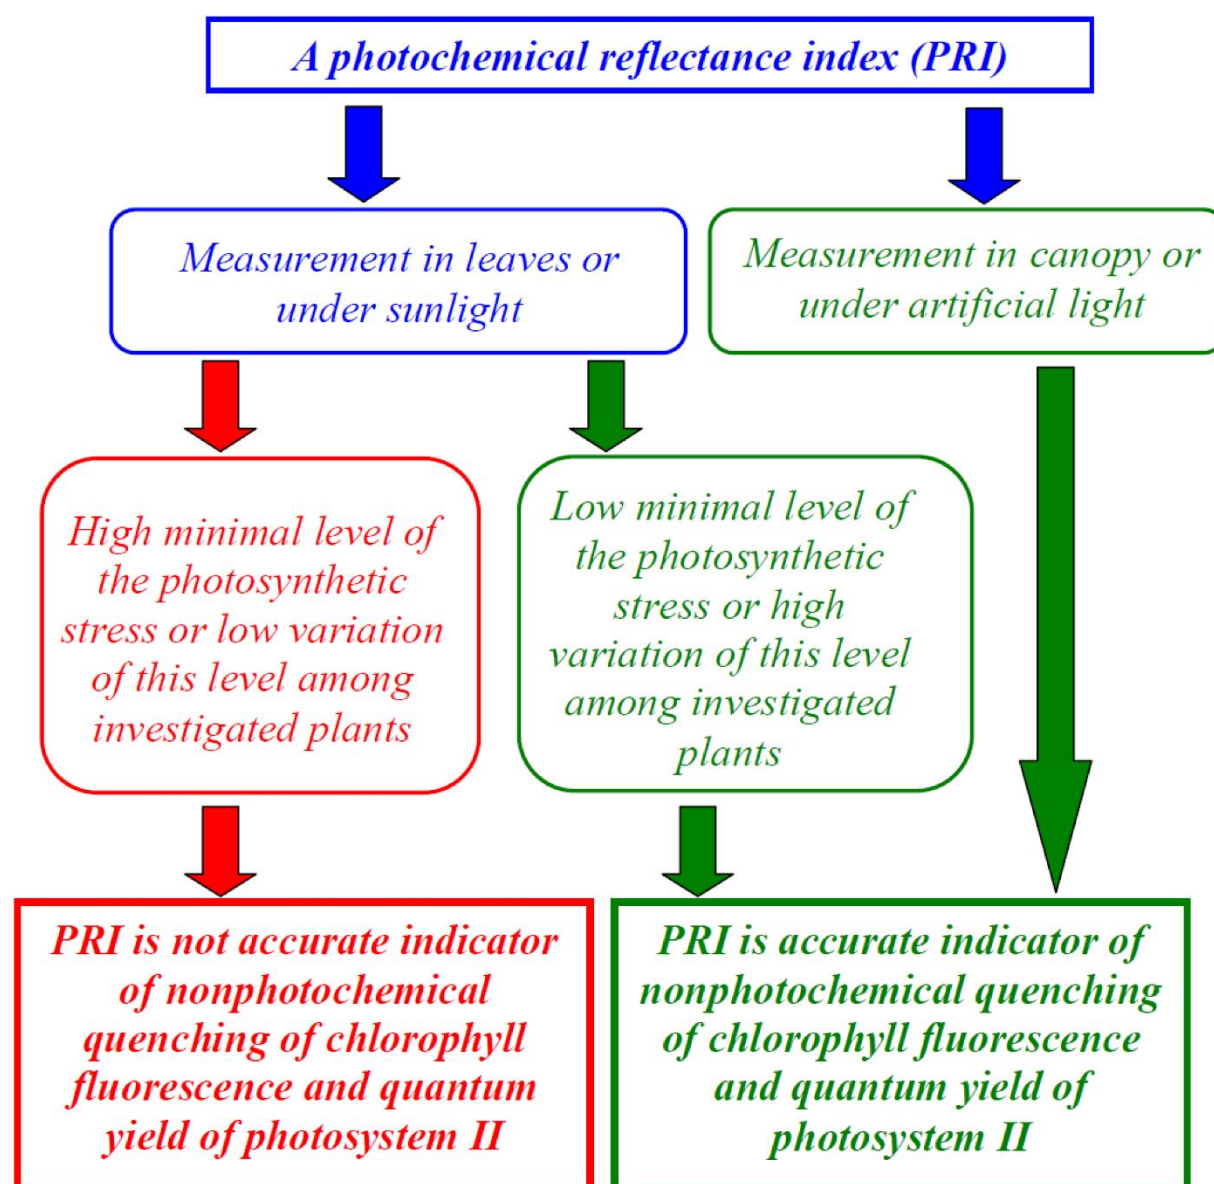 A photochemical reflectance index (PRI)
Measurement in leaves or
under sunlight
Measurement in canopy or
under artificial light
High minimal level of
the photosynthetic
stress or low variation
of this level among
investigated plants
Low minimal level of
the photosynthetic
stress or high
variation of this level
among investigated
plants
PRI is not accurate indicator
of nonphotochemical
quenching of chlorophyll
fluorescence and quantum
yield of photosystem II
PRI is accurate indicator of
nonphotochemical quenching
of chlorophyll fluorescence
and quantum yield of
photosystem II